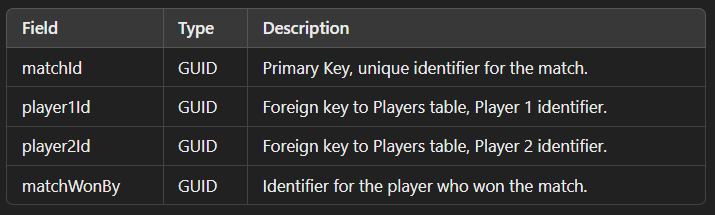 Field Type Description
matchId GUID Primary Key, unique identifier for the match.
player1Id GUID Foreign key to Players table, Player 1 identifier.
player2Id GUID Foreign key to Players table, Player 2 identifier.
matchWonBy GUID Identifier for the player who won the match.